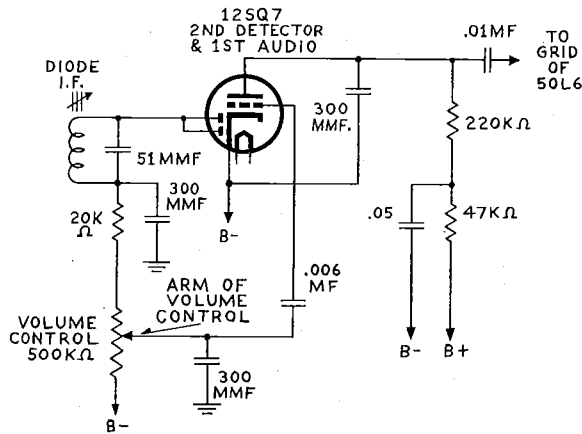 12SQ7
2ND DETECTOR
& 1ST AUDIO
.01MF
TO
GRID
OF
50L6
DIODE
I.F.
300
MMF.
220KΩ
51MMF
300
MMF
20K
Ω
B-
.05
47KΩ
.006
MF
ARM OF
VOLUME
CONTROL
VOLUME
CONTROL
500KΩ
300
MMF
B-
B-
B+